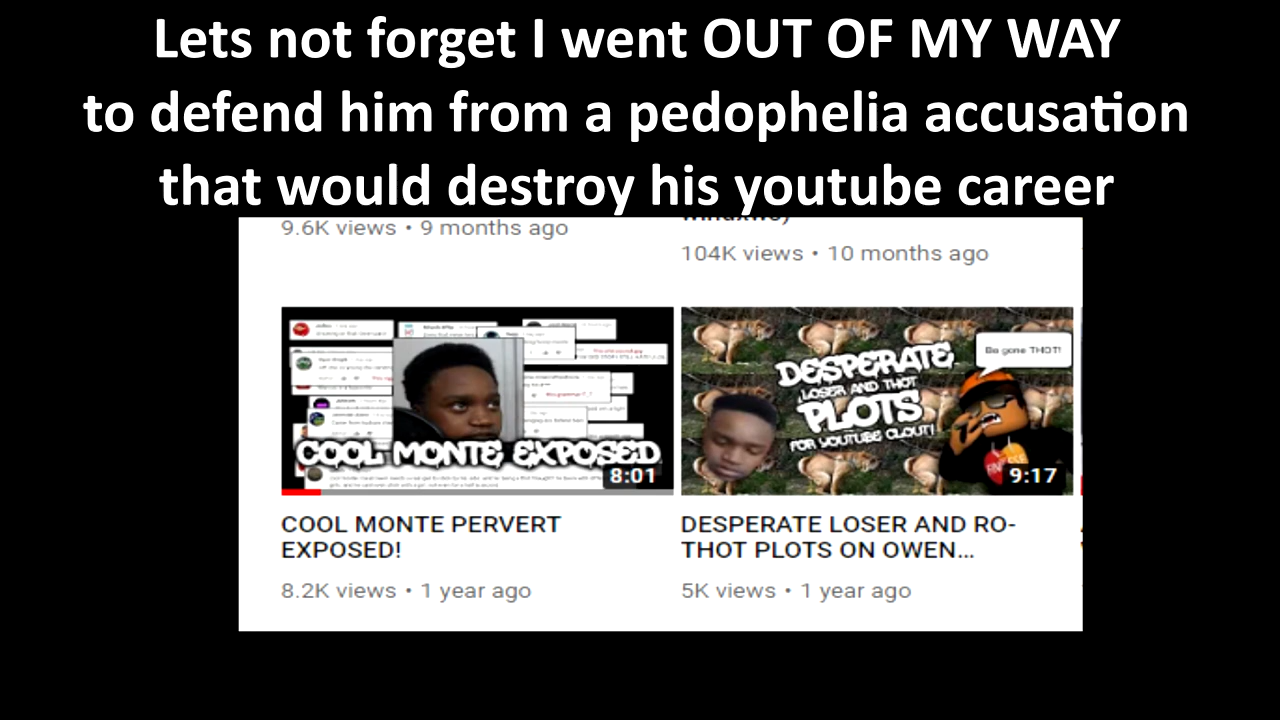 Lets not forget I went OUT OF MY WAY
to defend him from a pedophelia accusation
that would destroy his youtube career
9.6K views • 9 months ago
104K views • 10 months ago
COOL MONTE EXPOSED
8:01
DESPERATE
LOSER AND THOT
PLOTS
FOR YOUTUBE CLOUT!
Be gone THOT!
9:17
COOL MONTE PERVERT
EXPOSED!
8.2K views • 1 year ago
DESPERATE LOSER AND RO-
THOT PLOTS ON OWEN...
5K views • 1 year ago